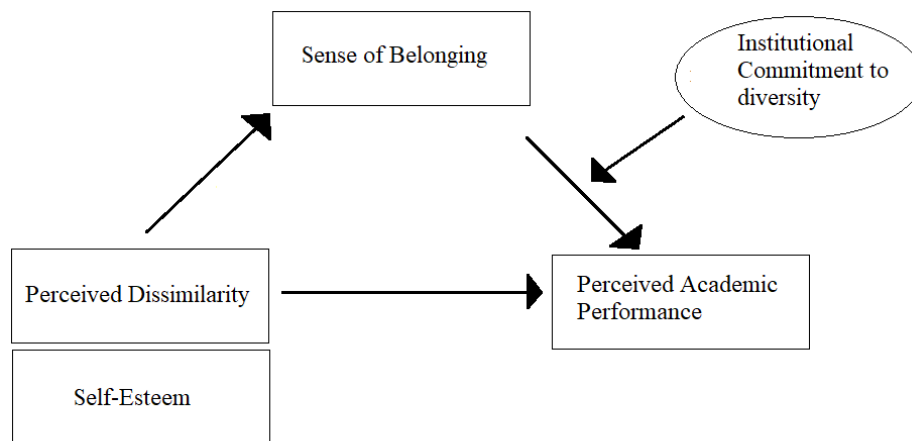 Sense of Belonging
Institutional
Commitment to
diversity
Perceived Dissimilarity
Perceived Academic
Performance
Self-Esteem